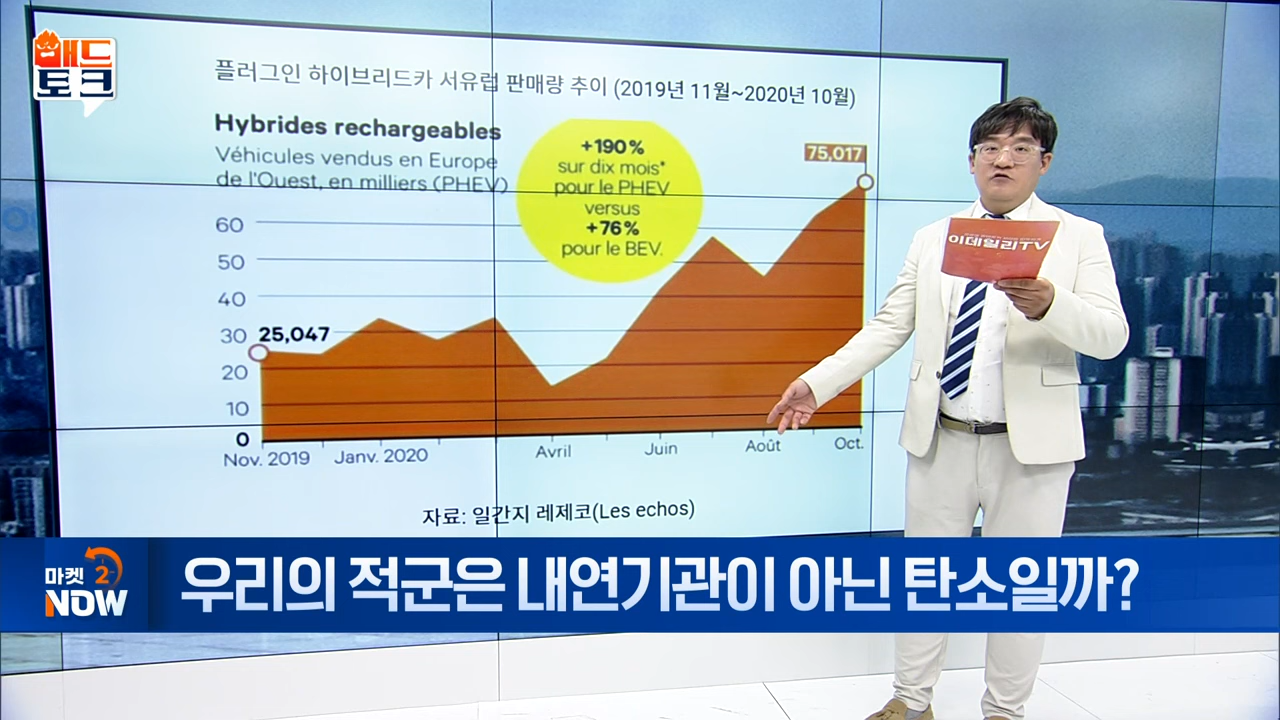 매드
토크
플러그인 하이브리드카 서유럽 판매량 추이 (2019년 11월~2020년 10월)
Hybrides rechargeables
Véhicules vendus en Europe
de l'Ouest, en milliers (PHEV)
+190%
sur dix mois*
pour le PHEV
versus
+76%
pour le BEV.
75,017
60
50
40
30
25,047
20
10
0
Nov. 2019
Janv. 2020
Avril
Juin
Août
Oct.
자료: 일간지 레제코(Les echos)
이데일리TV
마켓 2
NOW
우리의 적군은 내연기관이 아닌 탄소일까?